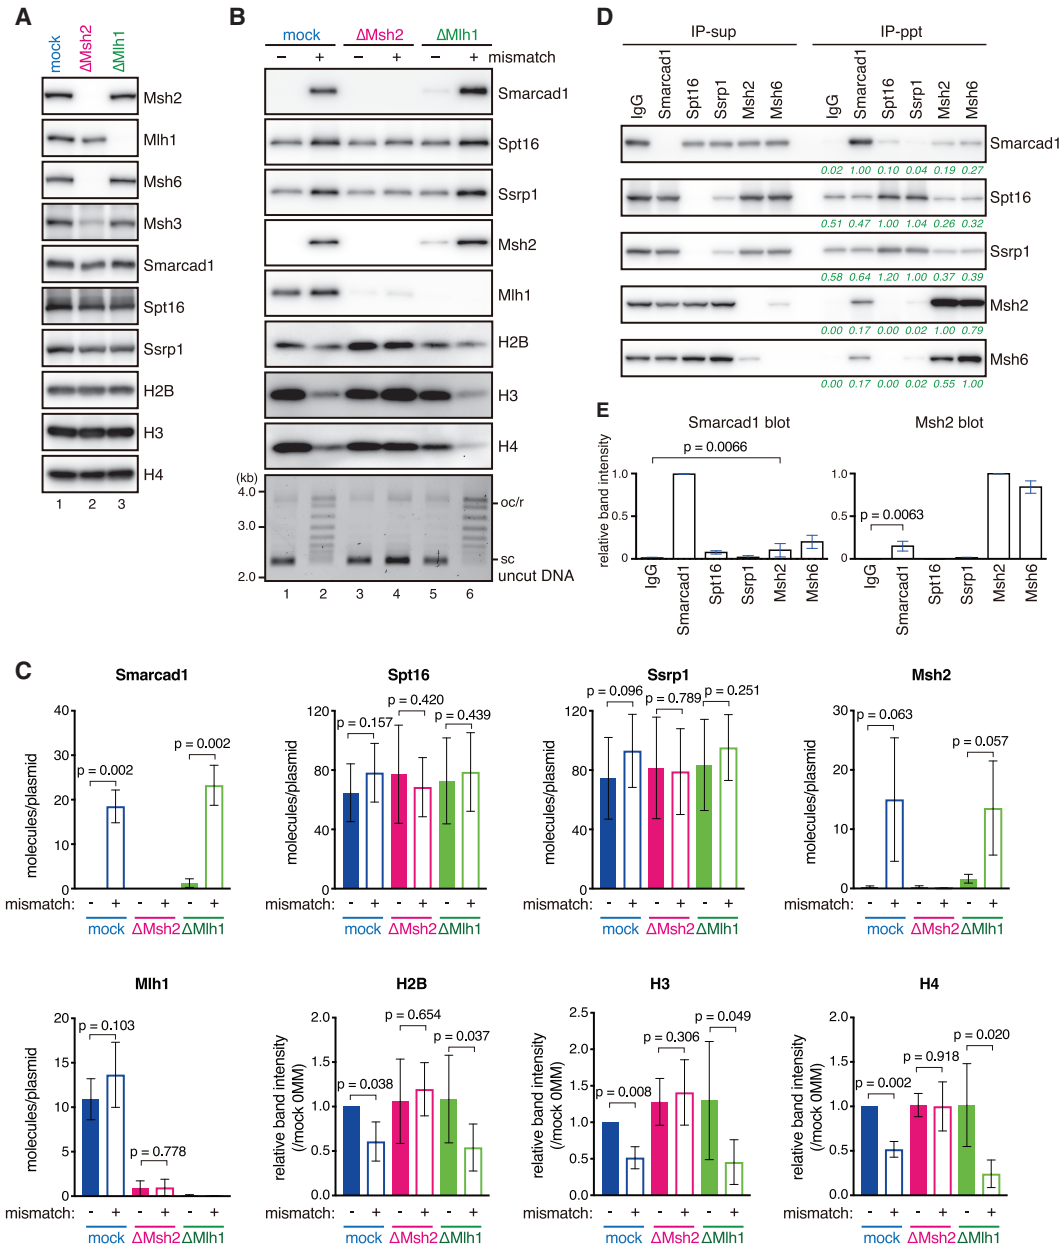 A
mock
ΔMsh2
ΔMlh1
Msh2
Mlh1
Msh6
Msh3
Smarcad1
Spt16
Ssrp1
H2B
H3
H4
1 2 3
B
mock ΔMsh2 ΔMlh1
− + − + − + mismatch
Smarcad1
Spt16
Ssrp1
Msh2
Mlh1
H2B
H3
H4
(kb)
4.0
3.0
2.0
oc/r
sc
uncut DNA
1 2 3 4 5 6
D
IP-sup IP-ppt
IgG Smarcad1 Spt16 Ssrp1 Msh2 Msh6 IgG Smarcad1 Spt16 Ssrp1 Msh2 Msh6
Smarcad1
0.02 1.00 0.10 0.04 0.19 0.27
Spt16
0.51 0.47 1.00 1.04 0.26 0.32
Ssrp1
0.58 0.64 1.20 1.00 0.37 0.39
Msh2
0.00 0.17 0.00 0.02 1.00 0.79
Msh6
0.00 0.17 0.00 0.02 0.55 1.00
E
Smarcad1 blot
p = 0.0066
relative band intensity
1.0
0.5
0
IgG Smarcad1 Spt16 Ssrp1 Msh2 Msh6
Msh2 blot
p = 0.0063
1.0
0.5
0
IgG Smarcad1 Spt16 Ssrp1 Msh2 Msh6
C
Smarcad1
molecules/plasmid
40
30
20
10
0
p = 0.002
p = 0.002
mismatch: - + - + - +
mock ΔMsh2 ΔMlh1
Spt16
molecules/plasmid
120
80
40
0
p = 0.157
p = 0.420
p = 0.439
- + - + - +
mock ΔMsh2 ΔMlh1
Ssrp1
molecules/plasmid
120
80
40
0
p = 0.096
p = 0.789
p = 0.251
- + - + - +
mock ΔMsh2 ΔMlh1
Msh2
molecules/plasmid
30
20
10
0
p = 0.063
p = 0.057
- + - + - +
mock ΔMsh2 ΔMlh1
Mlh1
molecules/plasmid
20
15
10
5
0
p = 0.103
p = 0.778
mismatch: - + - + - +
mock ΔMsh2 ΔMlh1
H2B
relative band intensity
(/mock 0MM)
2.0
1.5
1.0
0.5
0.0
p = 0.038
p = 0.654
p = 0.037
- + - + - +
mock ΔMsh2 ΔMlh1
H3
relative band intensity
(/mock 0MM)
2.5
2.0
1.5
1.0
0.5
0.0
p = 0.008
p = 0.306
p = 0.049
- + - + - +
mock ΔMsh2 ΔMlh1
H4
relative band intensity
(/mock 0MM)
2.0
1.5
1.0
0.5
0.0
p = 0.002
p = 0.918
p = 0.020
- + - + - +
mock ΔMsh2 ΔMlh1